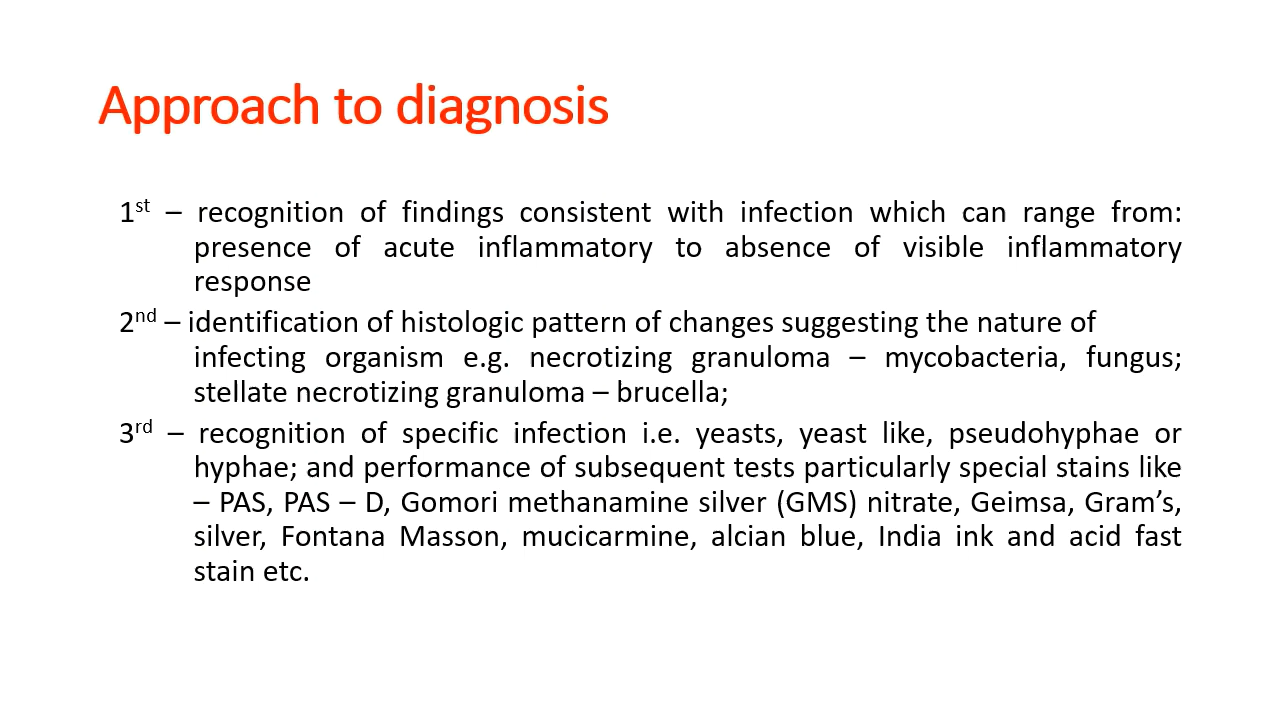 Approach to diagnosis
1st – recognition of findings consistent with infection which can range from:
presence of acute inflammatory to absence of visible inflammatory
response
2nd – identification of histologic pattern of changes suggesting the nature of
infecting organism e.g. necrotizing granuloma – mycobacteria, fungus;
stellate necrotizing granuloma – brucella;
3rd – recognition of specific infection i.e. yeasts, yeast like, pseudohyphae or
hyphae; and performance of subsequent tests particularly special stains like
– PAS, PAS – D, Gomori methanamine silver (GMS) nitrate, Geimsa, Gram’s,
silver, Fontana Masson, mucicarmine, alcian blue, India ink and acid fast
stain etc.